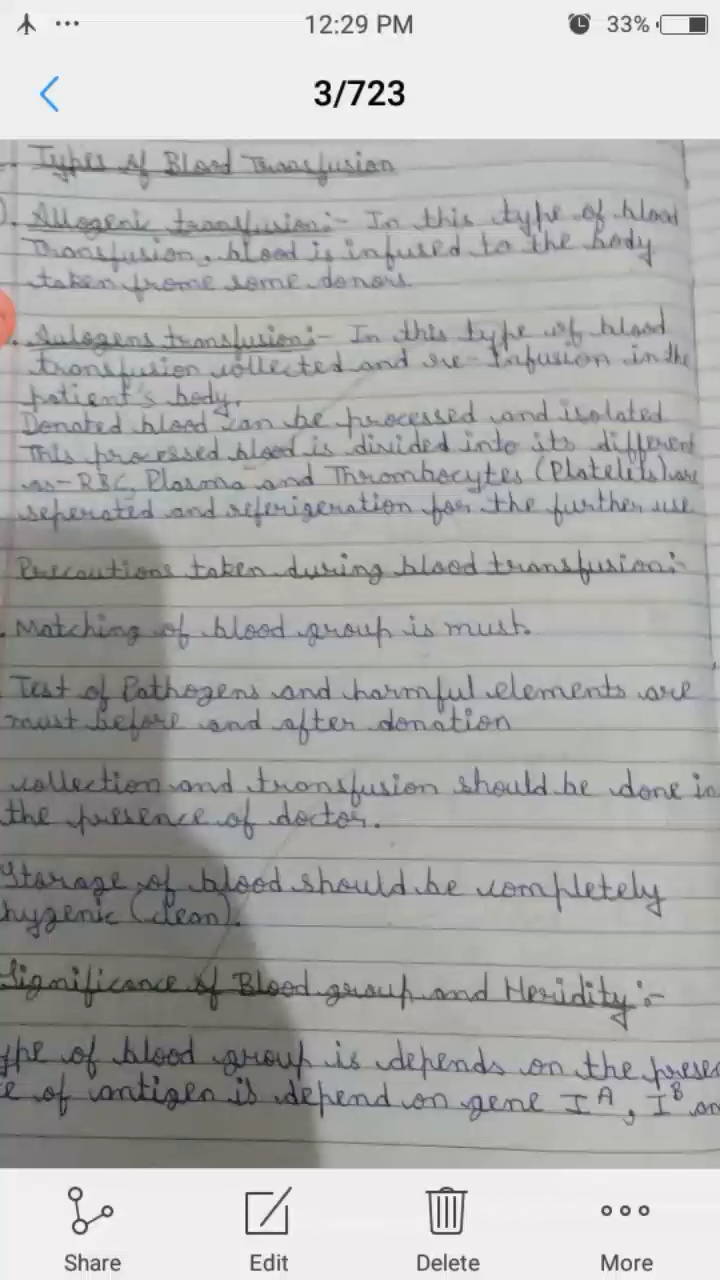 12:29 PM
33%
3/723
Types of Blood Transfusion
). Allogenic transfusion:- In this type of blood
Transfusion, blood is infused to the body
taken frome some donors
. Autogens transfusion:- In this type of blood
transfusion collected and re-Infusion in the
patient's body.
Donated blood can be processed and isolated
This processed blood is divided into its different
as- RBC, Plasma and Thrombocytes (Platelets) are
seperated and referigeration for the further use
Precautions taken during blood transfusion:-
. Matching of blood group is must.
Test of Pathogens and harmful elements are
must before and after donation
collection and transfusion should be done in
the presence of doctor.
Storage of blood should be completely
hygenic (clean).
Significance of Blood group and Heridity:-
ype of blood group is depends on the presen
e of antigen is depend on gene I^A, I^B an
Share
Edit
Delete
More